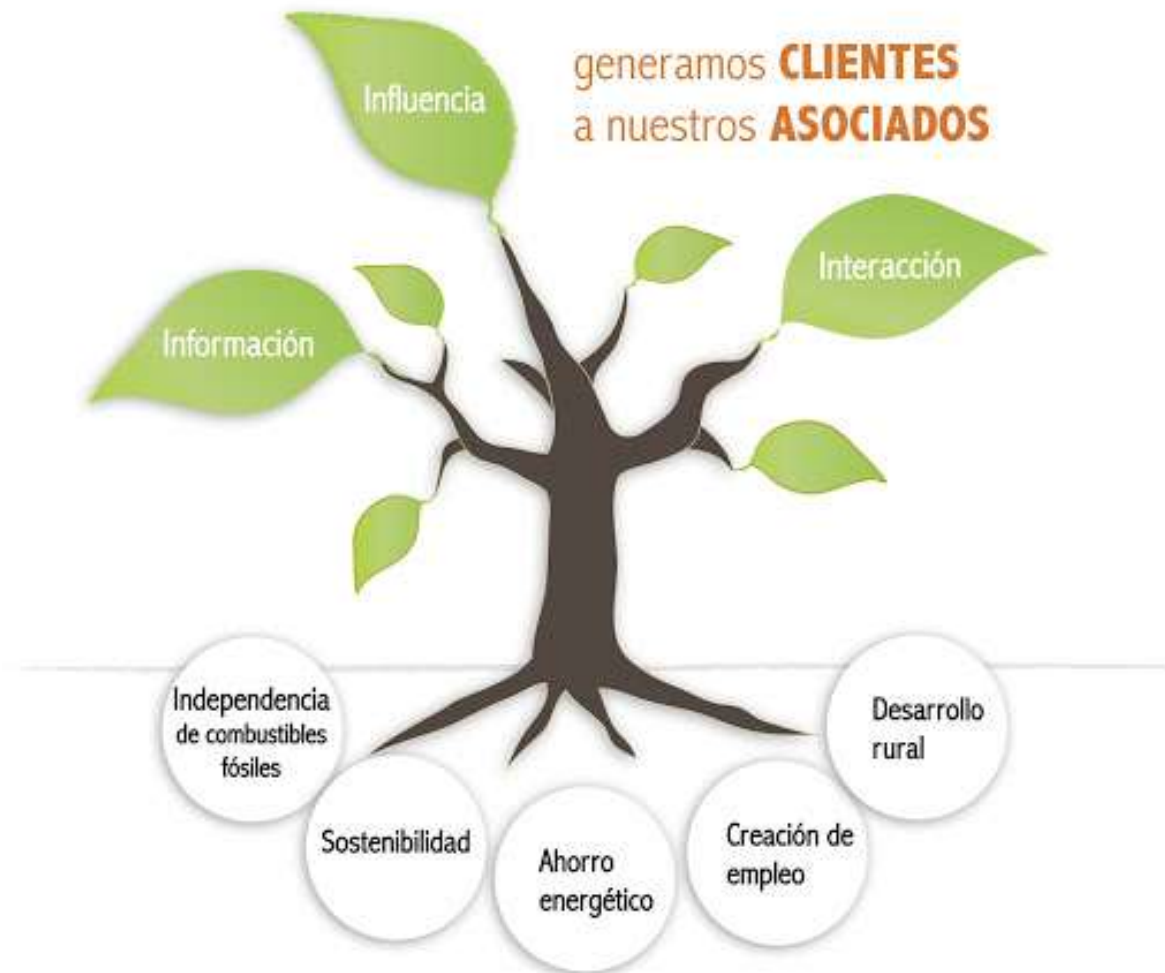 generamos CLIENTES
a nuestros ASOCIADOS
Influencia
Interacción
Información
Independencia
de combustibles
fósiles
Sostenibilidad
Ahorro
energético
Creación de
empleo
Desarrollo
rural